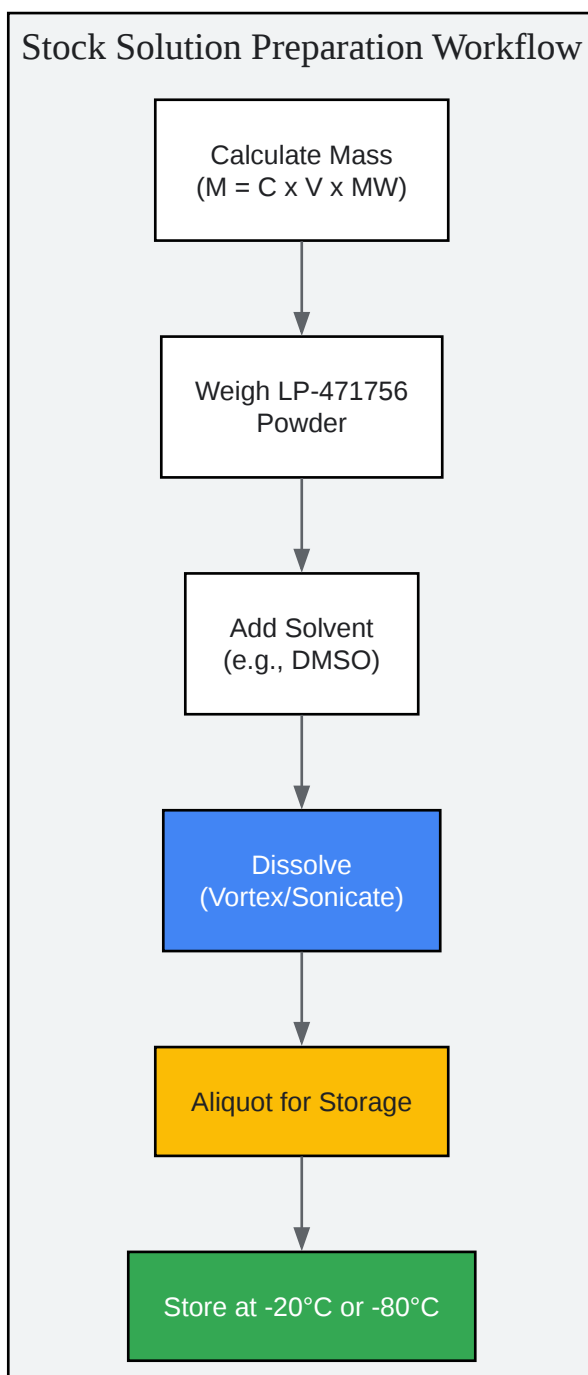 Stock Solution Preparation Workflow
Calculate Mass
(M = C x V x MW)
Weigh LP-471756
Powder
Add Solvent
(e.g., DMSO)
Dissolve
(Vortex/Sonicate)
Aliquot for Storage
Store at -20°C or -80°C